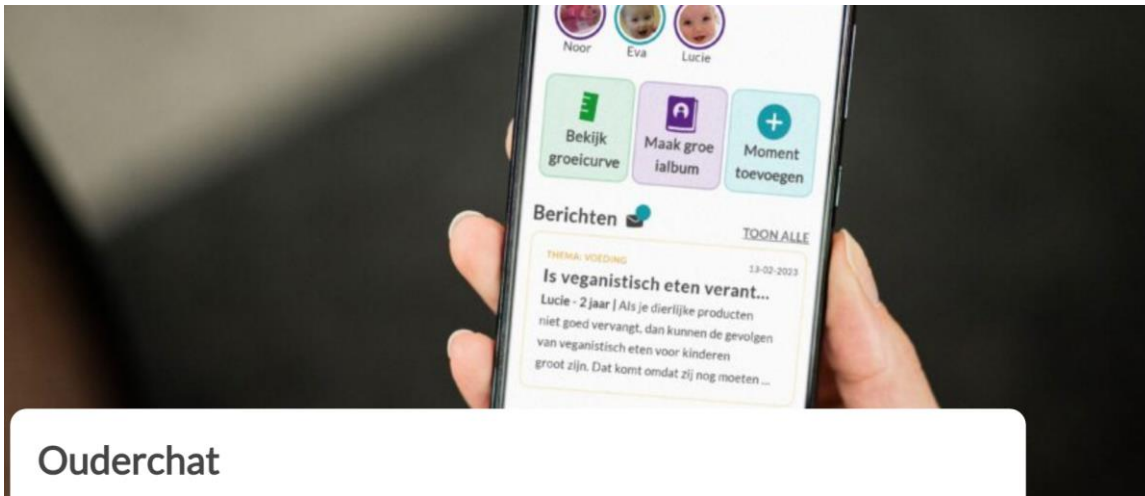 Noor Eva Lucie
Bekijk
groeicurve
Maak groe
ialbum
Moment
toevoegen
Berichten
TOON ALLE
THEMA: VOEDING
13-02-2023
Is veganistisch eten verant...
Lucie - 2 jaar | Als je dierlijke producten
niet goed vervangt, dan kunnen de gevolgen
van veganistisch eten voor kinderen
groot zijn. Dat komt omdat zij nog moeten ...
Ouderchat